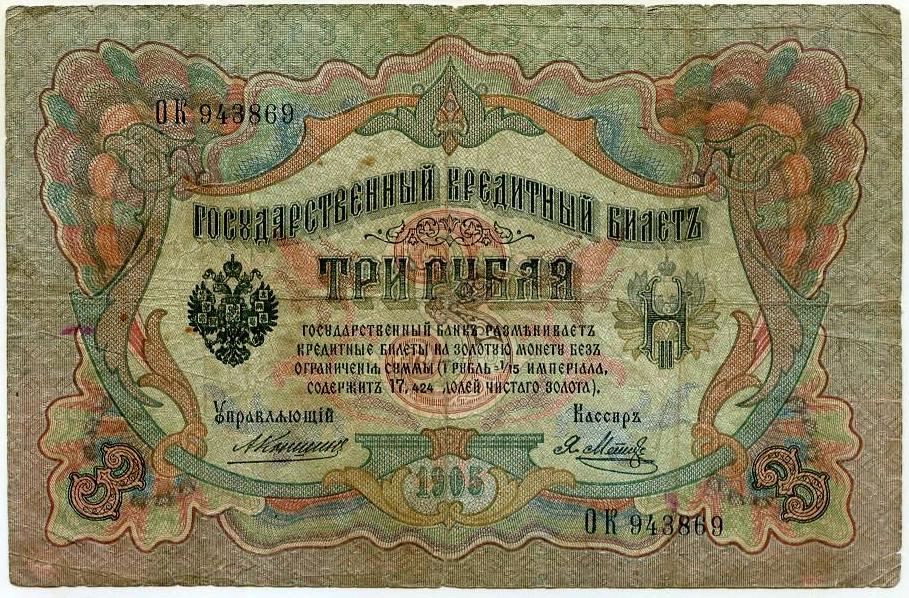 ОК 943869
ГОСУДАРСТВЕННЫЙ КРЕДИТНЫЙ БИЛЕТЪ
ТРИ РУБЛЯ
ГОСУДАРСТВЕННЫЙ БАНКЪ РАЗМѢНИВАЕТЪ
КРЕДИТНЫЕ БИЛЕТЫ НА ЗОЛОТУЮ МОНЕТУ БЕЗЪ
ОГРАНИЧЕНІЯ СУММЫ (1 РУБЛЬ = 1/15 ИМПЕРІАЛА,
СОДЕРЖИТЪ 17,424 ДОЛЕЙ ЧИСТАГО ЗОЛОТА).
Управляющій Кассиръ
3 1905 3
ОК 943869